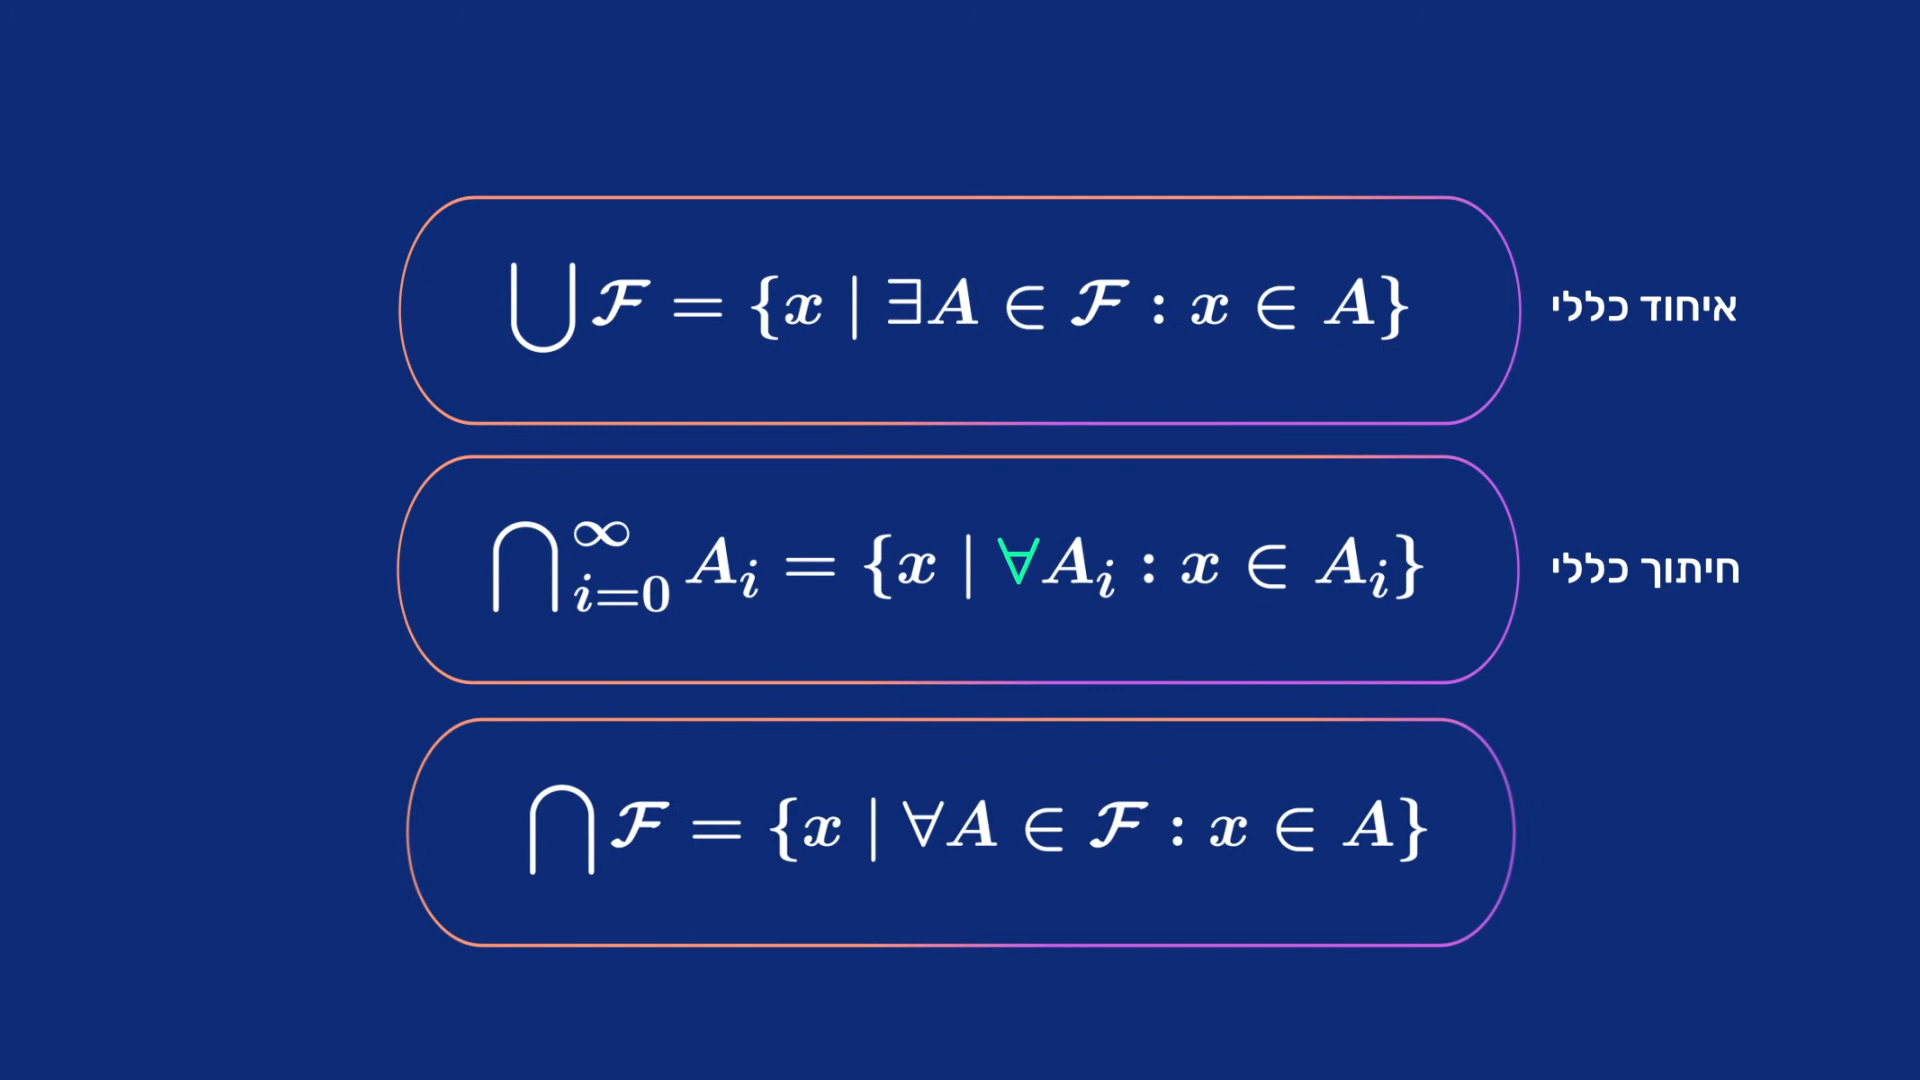 ⋃ℱ = {x | ∃A ∈ ℱ : x ∈ A} איחוד כללי
⋂_{i=0}^{∞} A_i = {x | ∀A_i : x ∈ A_i} חיתוך כללי
⋂ℱ = {x | ∀A ∈ ℱ : x ∈ A}